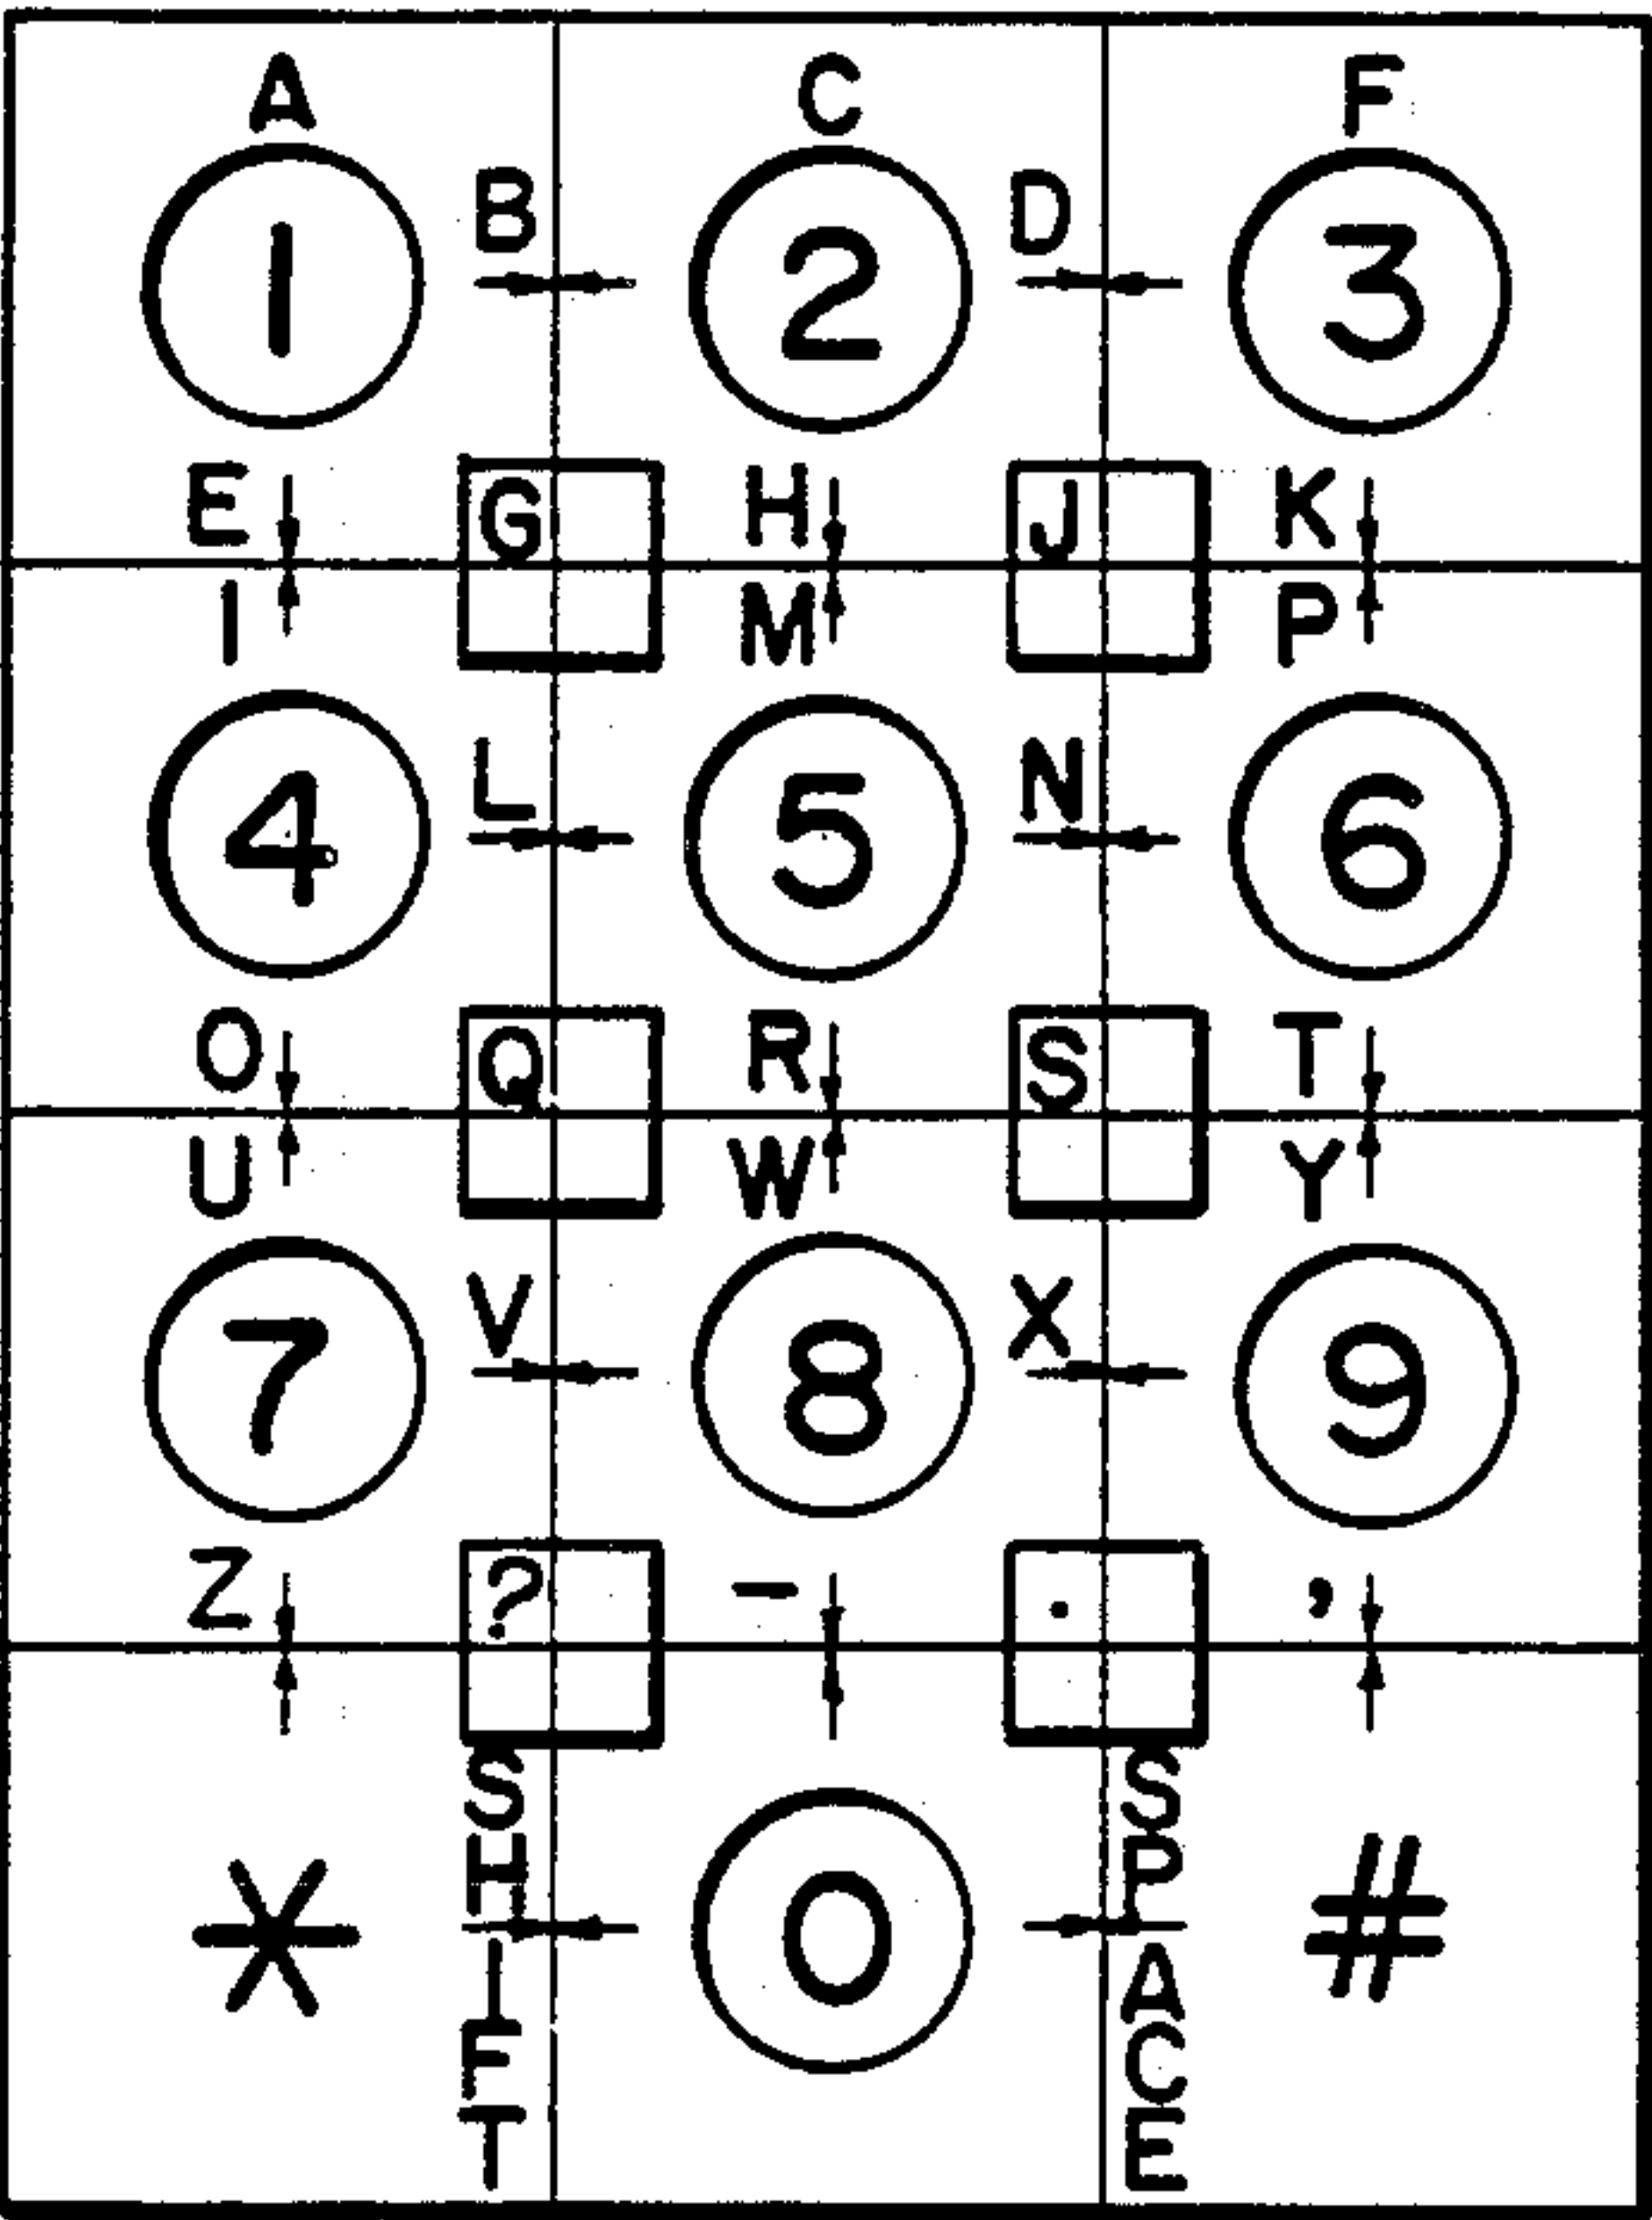 A C F
B D
1 2 3
E G H J K
I M P
L N
4 5 6
O Q R S T
U W Y
V X
7 8 9
Z ? - . ,
SHIFT SPACE
* 0 #